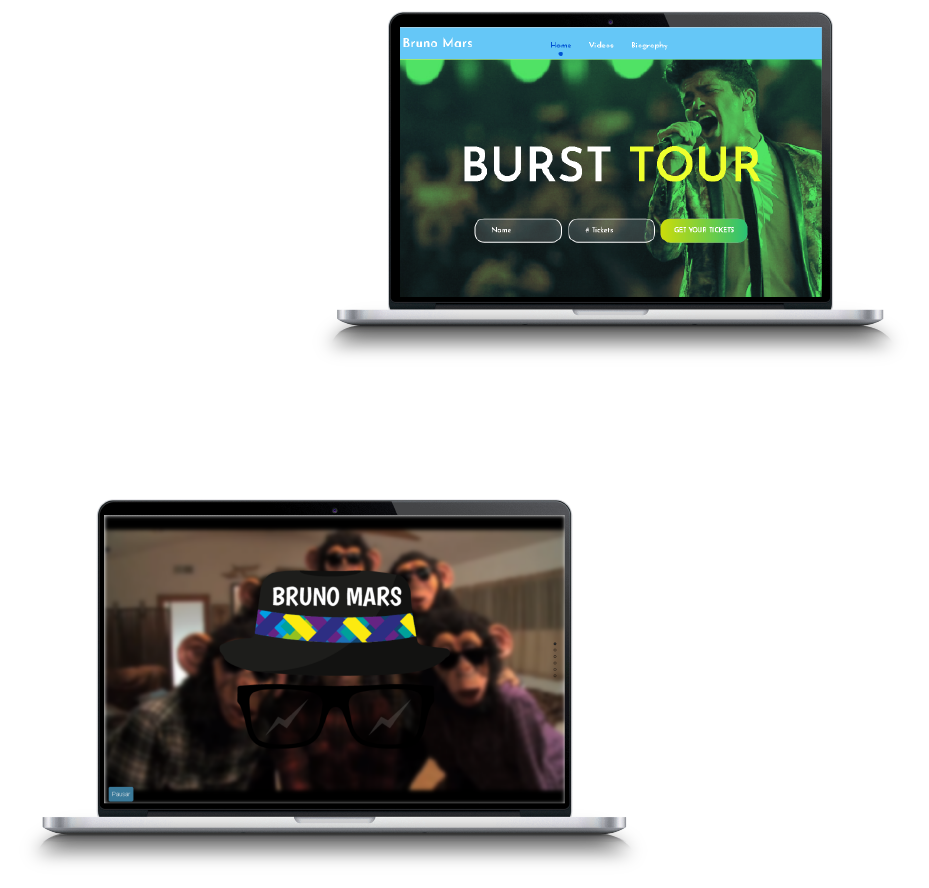 Bruno Mars
Home Videos Biography
BURST TOUR
Name # Tickets GET YOUR TICKETS
BRUNO MARS
Pausar